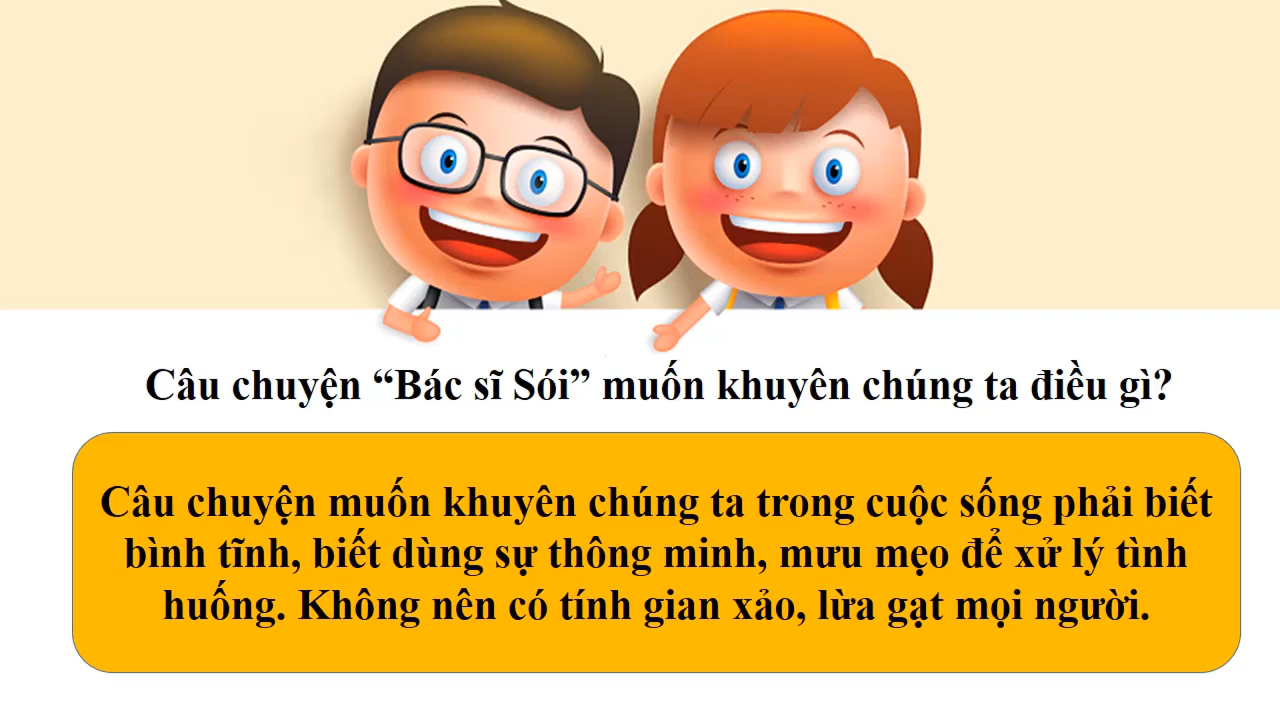 Câu chuyện “Bác sĩ Sói” muốn khuyên chúng ta điều gì?
Câu chuyện muốn khuyên chúng ta trong cuộc sống phải biết
bình tĩnh, biết dùng sự thông minh, mưu mẹo để xử lý tình
huống. Không nên có tính gian xảo, lừa gạt mọi người.